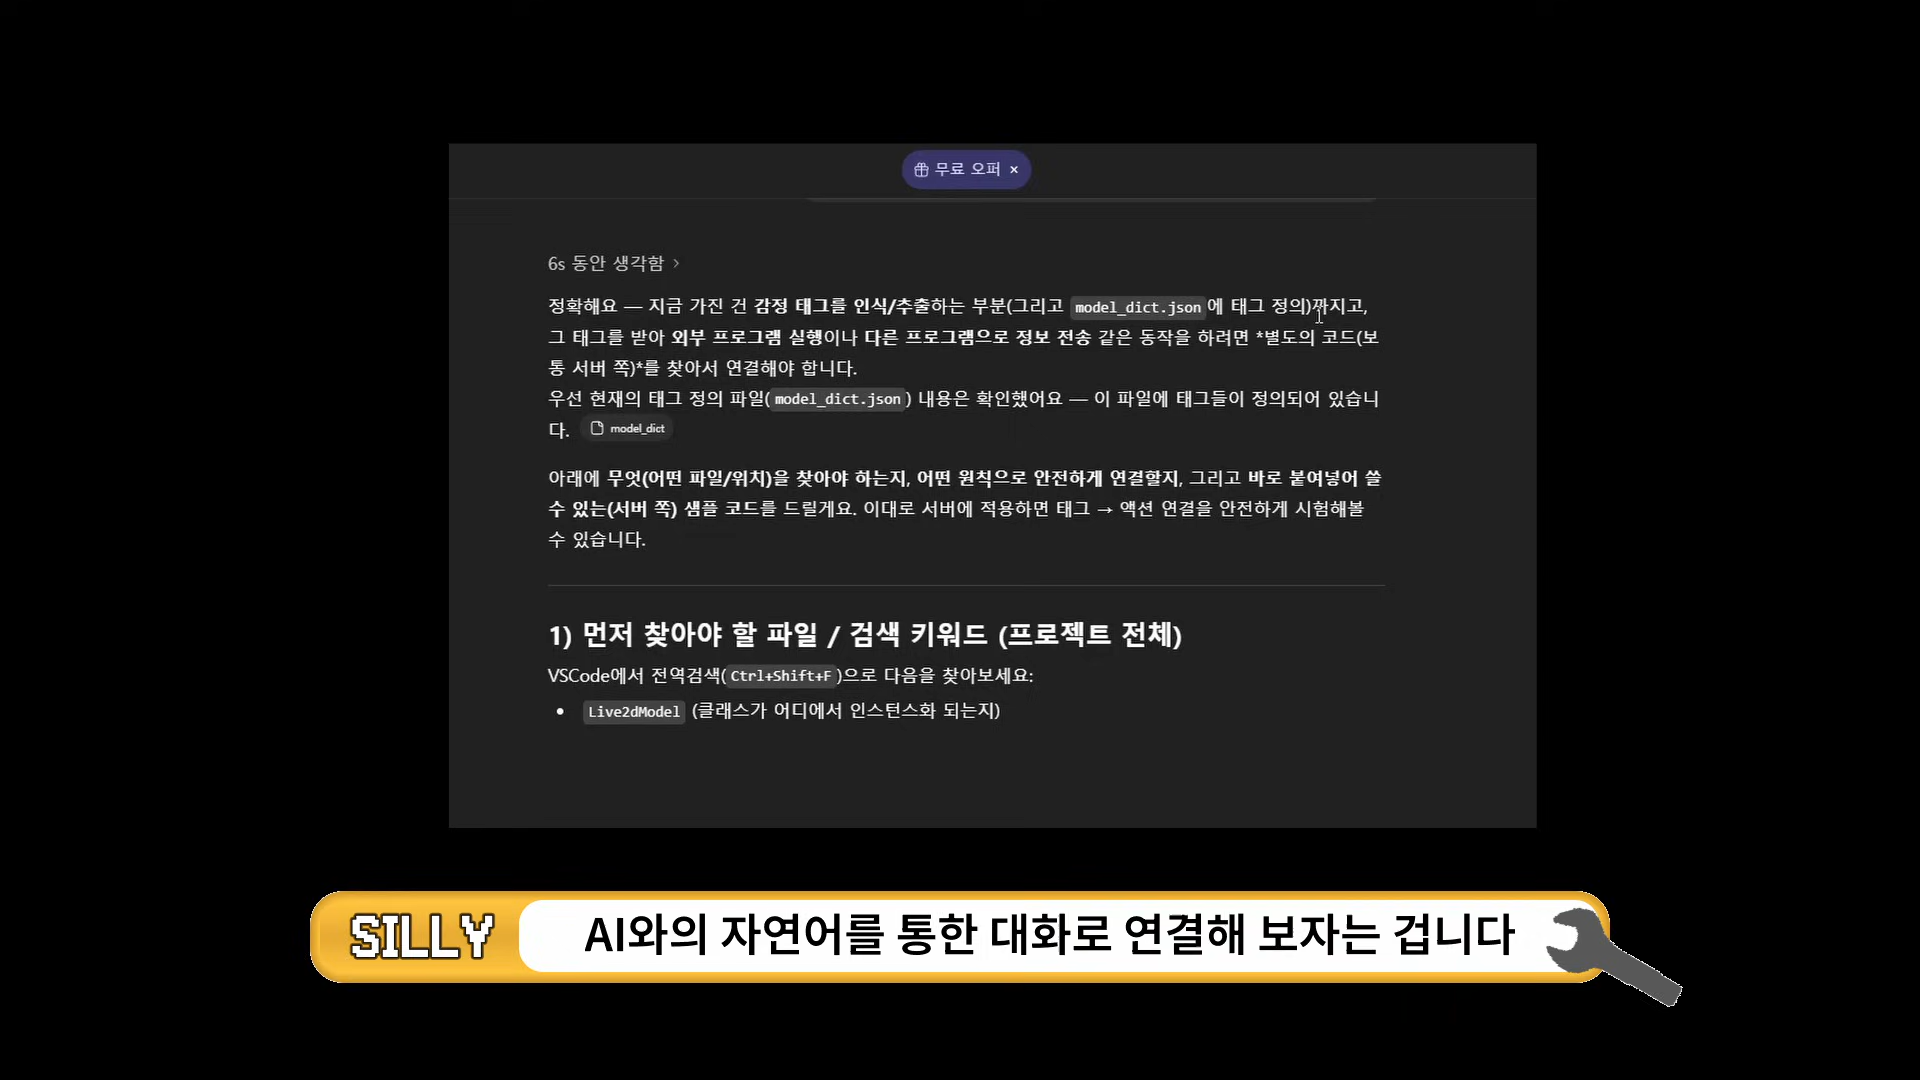 무료 오퍼 ×
6s 동안 생각함 >
정확해요 — 지금 가진 건 감정 태그를 인식/추출하는 부분(그리고 model_dict.json에 태그 정의)까지고,
그 태그를 받아 외부 프로그램 실행이나 다른 프로그램으로 정보 전송 같은 동작을 하려면 *별도의 코드(보
통 서버 쪽)*를 찾아서 연결해야 합니다.
우선 현재의 태그 정의 파일(model_dict.json) 내용은 확인했어요 — 이 파일에 태그들이 정의되어 있습니
다. model_dict
아래에 무엇(어떤 파일/위치)을 찾아야 하는지, 어떤 원칙으로 안전하게 연결할지, 그리고 바로 붙여넣어 쓸
수 있는(서버 쪽) 샘플 코드를 드릴게요. 이대로 서버에 적용하면 태그 → 액션 연결을 안전하게 시험해볼
수 있습니다.
1) 먼저 찾아야 할 파일 / 검색 키워드 (프로젝트 전체)
VSCode에서 전역검색(Ctrl+Shift+F)으로 다음을 찾아보세요:
• Live2dModel (클래스가 어디에서 인스턴스화 되는지)
SILLY AI와의 자연어를 통한 대화로 연결해 보자는 겁니다